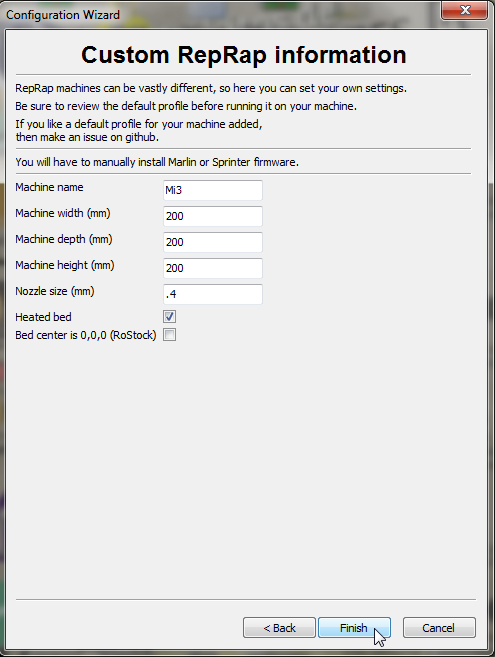 Configuration Wizard
Custom RepRap information
RepRap machines can be vastly different, so here you can set your own settings.
Be sure to review the default profile before running it on your machine.
If you like a default profile for your machine added,
then make an issue on github.
You will have to manually install Marlin or Sprinter firmware.
Machine name Mi3
Machine width (mm) 200
Machine depth (mm) 200
Machine height (mm) 200
Nozzle size (mm) .4
Heated bed
Bed center is 0,0,0 (RoStock)
< Back Finish Cancel